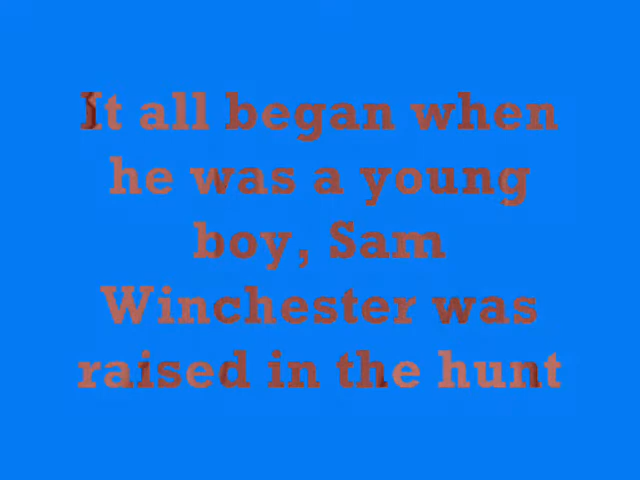 It all began when
he was a young
boy, Sam
Winchester was
raised in the hunt